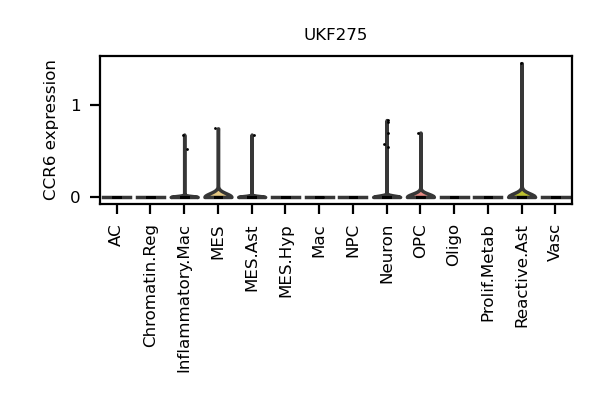 UKF275
CCR6 expression
1
0
AC
Chromatin.Reg
Inflammatory.Mac
MES
MES.Ast
MES.Hyp
Mac
NPC
Neuron
OPC
Oligo
Prolif.Metab
Reactive.Ast
Vasc